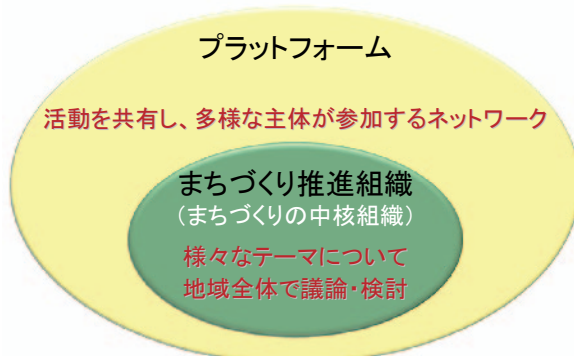 プラットフォーム
活動を共有し、多様な主体が参加するネットワーク
まちづくり推進組織
（まちづくりの中核組織）
様々なテーマについて
地域全体で議論・検討